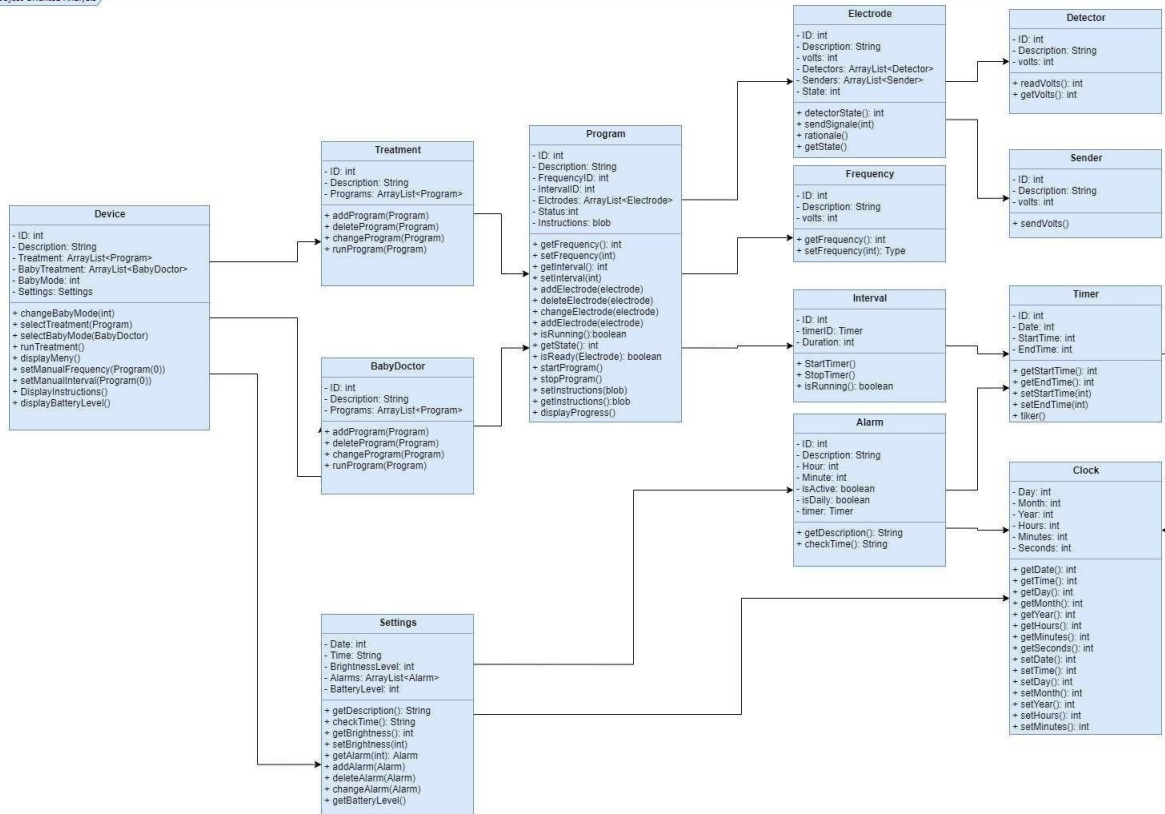 Device
- ID: int
- Description: String
- Treatment: ArrayList<Program>
- BabyTreatment: ArrayList<BabyDoctor>
- BabyMode: int
- Settings: Settings
+ changeBabyMode(int)
+ selectTreatment(Program)
+ selectBabyMode(BabyDoctor)
+ runTreatment()
+ displayMeny()
+ setManualFrequency(Program(0))
+ setManualInterval(Program(0))
+ DisplayInstructions()
+ displayBatteryLevel()
Treatment
- ID: int
- Description: String
- Programs: ArrayList<Program>
+ addProgram(Program)
+ deleteProgram(Program)
+ changeProgram(Program)
+ runProgram(Program)
BabyDoctor
- ID: int
- Description: String
- Programs: ArrayList<Program>
+ addProgram(Program)
+ deleteProgram(Program)
+ changeProgram(Program)
+ runProgram(Program)
Settings
- Date: int
- Time: String
- BrightnessLevel: int
- Alarms: ArrayList<Alarm>
- BatteryLevel: int
+ getDescription(): String
+ checkTime(): String
+ getBrightness(): int
+ setBrightness(int)
+ getAlarm(int): Alarm
+ addAlarm(Alarm)
+ deleteAlarm(Alarm)
+ changeAlarm(Alarm)
+ getBatteryLevel()
Program
- ID: int
- Description: String
- FrequencyID: int
- IntervalID: int
- Elctrodes: ArrayList<Electrode>
- Status:int
- Instructions: blob
+ getFrequency(): int
+ setFrequency(int)
+ getInterval(): int
+ setInterval(int)
+ addElectrode(electrode)
+ deleteElectrode(electrode)
+ changeElectrode(electrode)
+ addElectrode(electrode)
+ isRunning():boolean
+ getState(): int
+ isReady(Electrode): boolean
+ startProgram()
+ stopProgram()
+ setInstructions(blob)
+ getInstructions():blob
+ displayProgress()
Electrode
- ID: int
- Description: String
- volts: int
- Detectors: ArrayList<Detector>
- Senders: ArrayList<Sender>
- State: int
+ detectorState(): int
+ sendSignale(int)
+ rationale()
+ getState()
Frequency
- ID: int
- Description: String
- volts: int
+ getFrequency(): int
+ setFrequency(int): Type
Interval
- ID: int
- timerID: Timer
- Duration: int
+ StartTimer()
+ StopTimer()
+ isRunning(): boolean
Alarm
- ID: int
- Description: String
- Hour: int
- Minute: int
- isActive: boolean
- isDaily: boolean
- timer: Timer
+ getDescription(): String
+ checkTime(): String
Detector
- ID: int
- Description: String
- volts: int
+ readVolts(): int
+ getVolts(): int
Sender
- ID: int
- Description: String
- volts: int
+ sendVolts()
Timer
- ID: int
- Date: int
- StartTime: int
- EndTime: int
+ getStartTime(): int
+ getEndTime(): int
+ setStartTime(int)
+ setEndTime(int)
+ tiker()
Clock
- Day: int
- Month: int
- Year: int
- Hours: int
- Minutes: int
- Seconds: int
+ getDate(): int
+ getTime(): int
+ getDay(): int
+ getMonth(): int
+ getYear(): int
+ getHours(): int
+ getMinutes(): int
+ getSeconds(): int
+ setDate(): int
+ setTime(): int
+ setDay(): int
+ setMonth(): int
+ setYear(): int
+ setHours(): int
+ setMinutes(): int